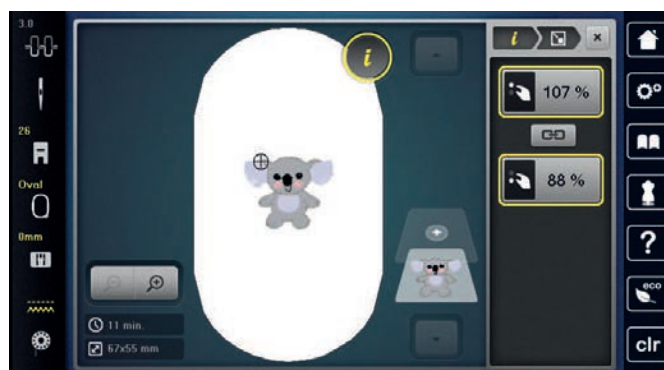 3.0
26
Oval
0mm
i
i
×
107 %
88 %
11 min.
67x55 mm
?
eco
clr